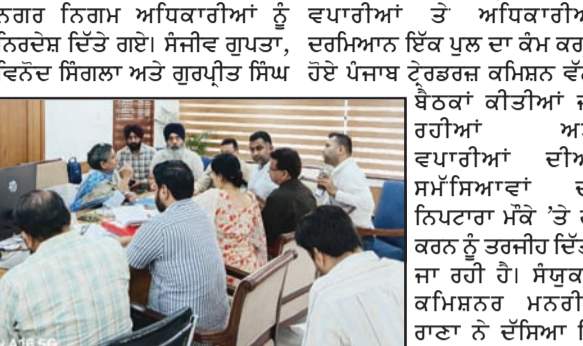 ਨਗਰ ਨਿਗਮ ਅਧਿਕਾਰੀਆਂ ਨੂੰ
ਨਿਰਦੇਸ਼ ਦਿੱਤੇ ਗਏ। ਸੰਜੀਵ ਗੁਪਤਾ,
ਵਿਨੋਦ ਸਿੰਗਲਾ ਅਤੇ ਗੁਰਪ੍ਰੀਤ ਸਿੰਘ
ਵਪਾਰੀਆਂ ਤੇ
ਦਰਮਿਆਨ ਇੱਕ ਪੁਲ ਦਾ ਕੰਮ
ਹੋਏ ਪੰਜਾਬ ਟ੍ਰੇਰਡਰਜ਼ ਕਮਿਸ਼ਨ
ਬੈਠਕਾਂ ਕੀਤੀਆਂ
ਰਹੀਆਂ
ਵਪਾਰੀਆਂ
ਸਮੱਸਿਆਵਾਂ
ਨਿਪਟਾਰਾ ਮੌਕੇ ’ਤੇ
ਕਰਨ ਨੂੰ ਤਰਜੀਹ
ਜਾ ਰਹੀ ਹੈ।
ਕਮਿਸ਼ਨਰ
ਰਾਣਾ ਨੇ ਦੱਸਿਆ